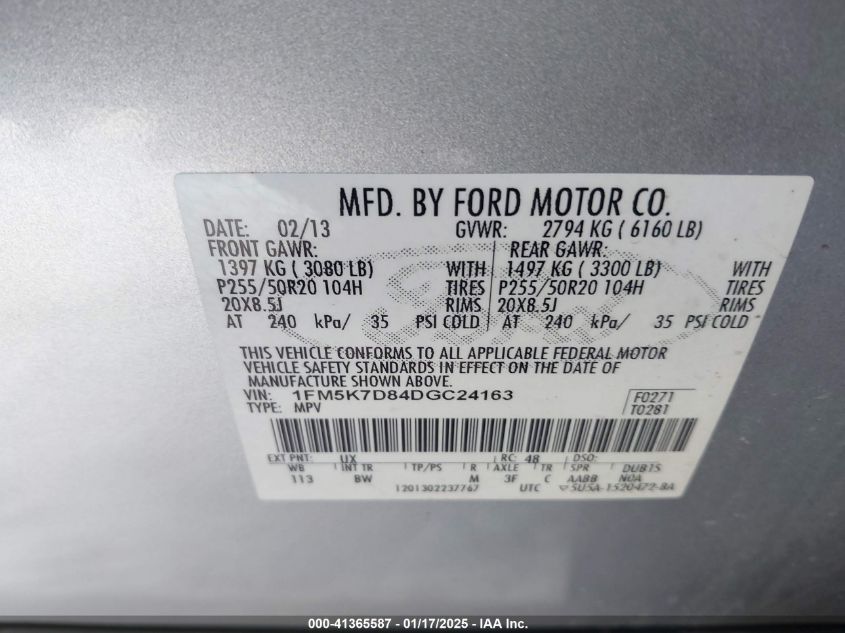 MFD. BY FORD MOTOR CO.
DATE: 02/13 GVWR: 2794 KG ( 6160 LB)
FRONT GAWR: REAR GAWR:
1397 KG ( 3080 LB) WITH 1497 KG ( 3300 LB) WITH
P255/50R20 104H TIRES P255/50R20 104H TIRES
20X8.5J RIMS 20X8.5J RIMS
AT 240 kPa/ 35 PSI COLD AT 240 kPa/ 35 PSI COLD
THIS VEHICLE CONFORMS TO ALL APPLICABLE FEDERAL MOTOR
VEHICLE SAFETY STANDARDS IN EFFECT ON THE DATE OF
MANUFACTURE SHOWN ABOVE.
VIN: 1FM5K7D84DGC24163 F0271
TYPE: MPV T0281
EXT PNT: UX RC: 48 DSO:
WB INT TR TP/PS R AXLE TR SPR DUB1S
113 BW M 3F C AABB N0A
1201302237767 UTC 5U5A-1520472-BA
000-41365587 - 01/17/2025 - IAA Inc.